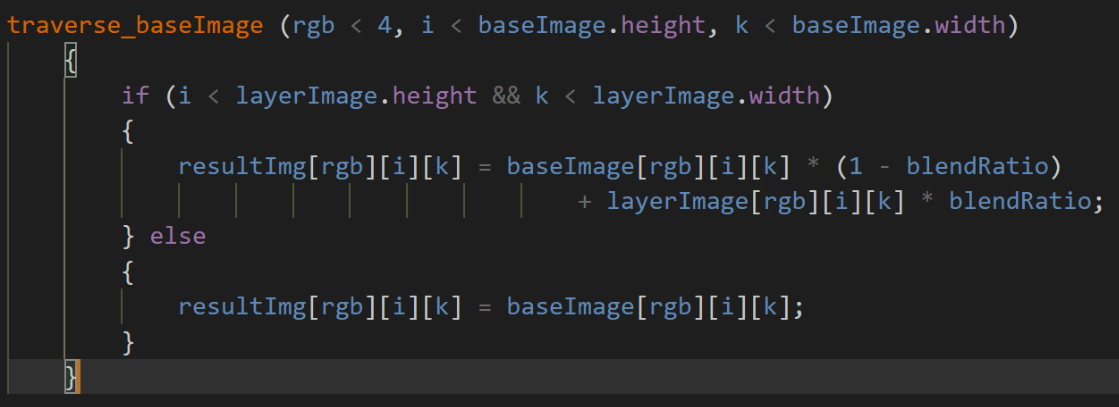 traverse_baseImage (rgb < 4, i < baseImage.height, k < baseImage.width)
{
if (i < layerImage.height && k < layerImage.width)
{
resultImg[rgb][i][k] = baseImage[rgb][i][k] * (1 - blendRatio)
+ layerImage[rgb][i][k] * blendRatio;
} else
{
resultImg[rgb][i][k] = baseImage[rgb][i][k];
}
}